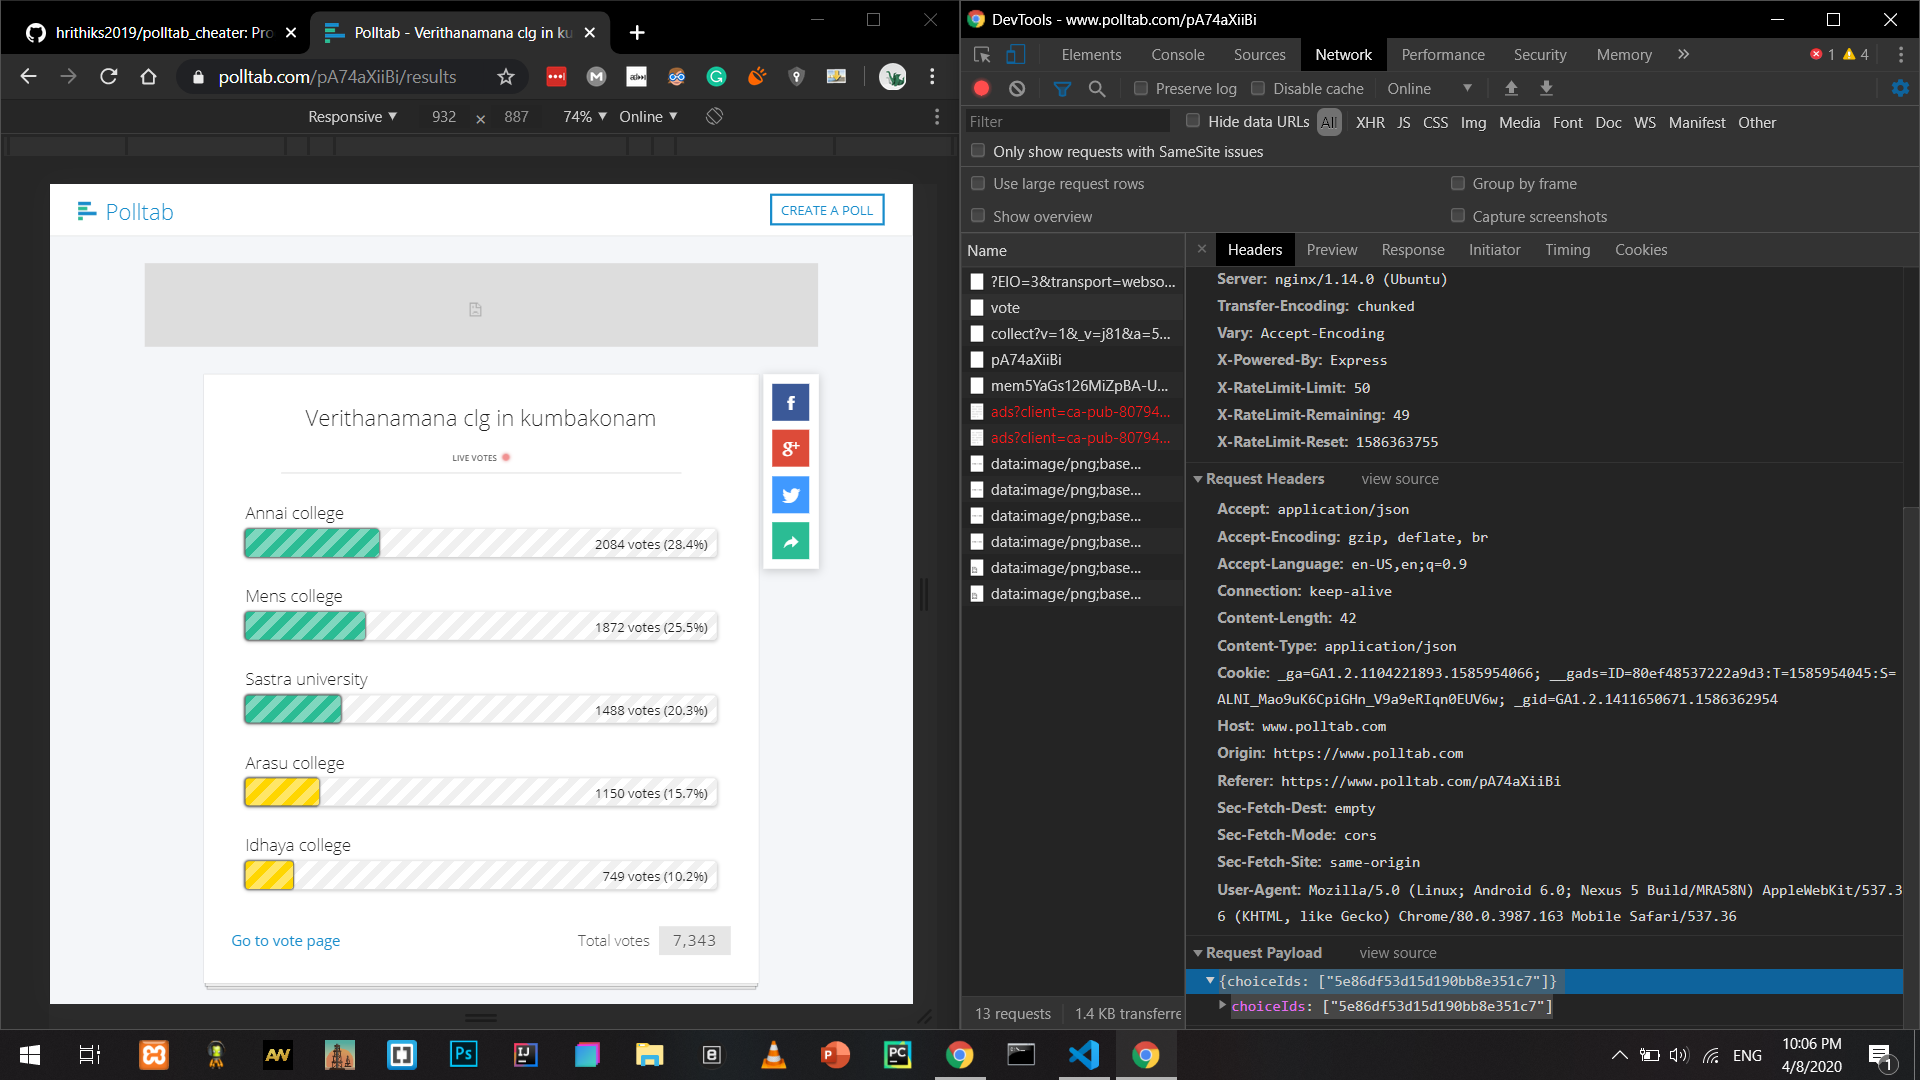 hrithiks2019/polltab_cheater: Pro
Polltab - Verithanamana clg in ku
polltab.com/pA74aXiiBi/results
Responsive
932
887
74%
Online
Polltab
CREATE A POLL
Verithanamana clg in kumbakonam
LIVE VOTES
Annai college
2084 votes (28.4%)
Mens college
1872 votes (25.5%)
Sastra university
1488 votes (20.3%)
Arasu college
1150 votes (15.7%)
Idhaya college
749 votes (10.2%)
Go to vote page
Total votes 7,343
DevTools - www.polltab.com/pA74aXiiBi
Elements Console Sources Network Performance Security Memory » 1 4
Preserve log Disable cache Online
Filter Hide data URLs All XHR JS CSS Img Media Font Doc WS Manifest Other
Only show requests with SameSite issues
Use large request rows Group by frame
Show overview Capture screenshots
Name
?EIO=3&transport=webso...
vote
collect?v=1&_v=j81&a=5...
pA74aXiiBi
mem5YaGs126MiZpBA-U...
ads?client=ca-pub-80794...
ads?client=ca-pub-80794...
data:image/png;base...
data:image/png;base...
data:image/png;base...
data:image/png;base...
data:image/png;base...
data:image/png;base...
13 requests 1.4 KB transferre
Headers Preview Response Initiator Timing Cookies
Server: nginx/1.14.0 (Ubuntu)
Transfer-Encoding: chunked
Vary: Accept-Encoding
X-Powered-By: Express
X-RateLimit-Limit: 50
X-RateLimit-Remaining: 49
X-RateLimit-Reset: 1586363755
Request Headers view source
Accept: application/json
Accept-Encoding: gzip, deflate, br
Accept-Language: en-US,en;q=0.9
Connection: keep-alive
Content-Length: 42
Content-Type: application/json
Cookie: _ga=GA1.2.1104221893.1585954066; __gads=ID=80ef48537222a9d3:T=1585954045:S=
ALNI_Mao9uK6CpiGHn_V9a9eRIqn0EUV6w; _gid=GA1.2.1411650671.1586362954
Host: www.polltab.com
Origin: https://www.polltab.com
Referer: https://www.polltab.com/pA74aXiiBi
Sec-Fetch-Dest: empty
Sec-Fetch-Mode: cors
Sec-Fetch-Site: same-origin
User-Agent: Mozilla/5.0 (Linux; Android 6.0; Nexus 5 Build/MRA58N) AppleWebKit/537.3
6 (KHTML, like Gecko) Chrome/80.0.3987.163 Mobile Safari/537.36
Request Payload view source
{choiceIds: ["5e86df53d15d190bb8e351c7"]}
choiceIds: ["5e86df53d15d190bb8e351c7"]
ENG
10:06 PM
4/8/2020
1